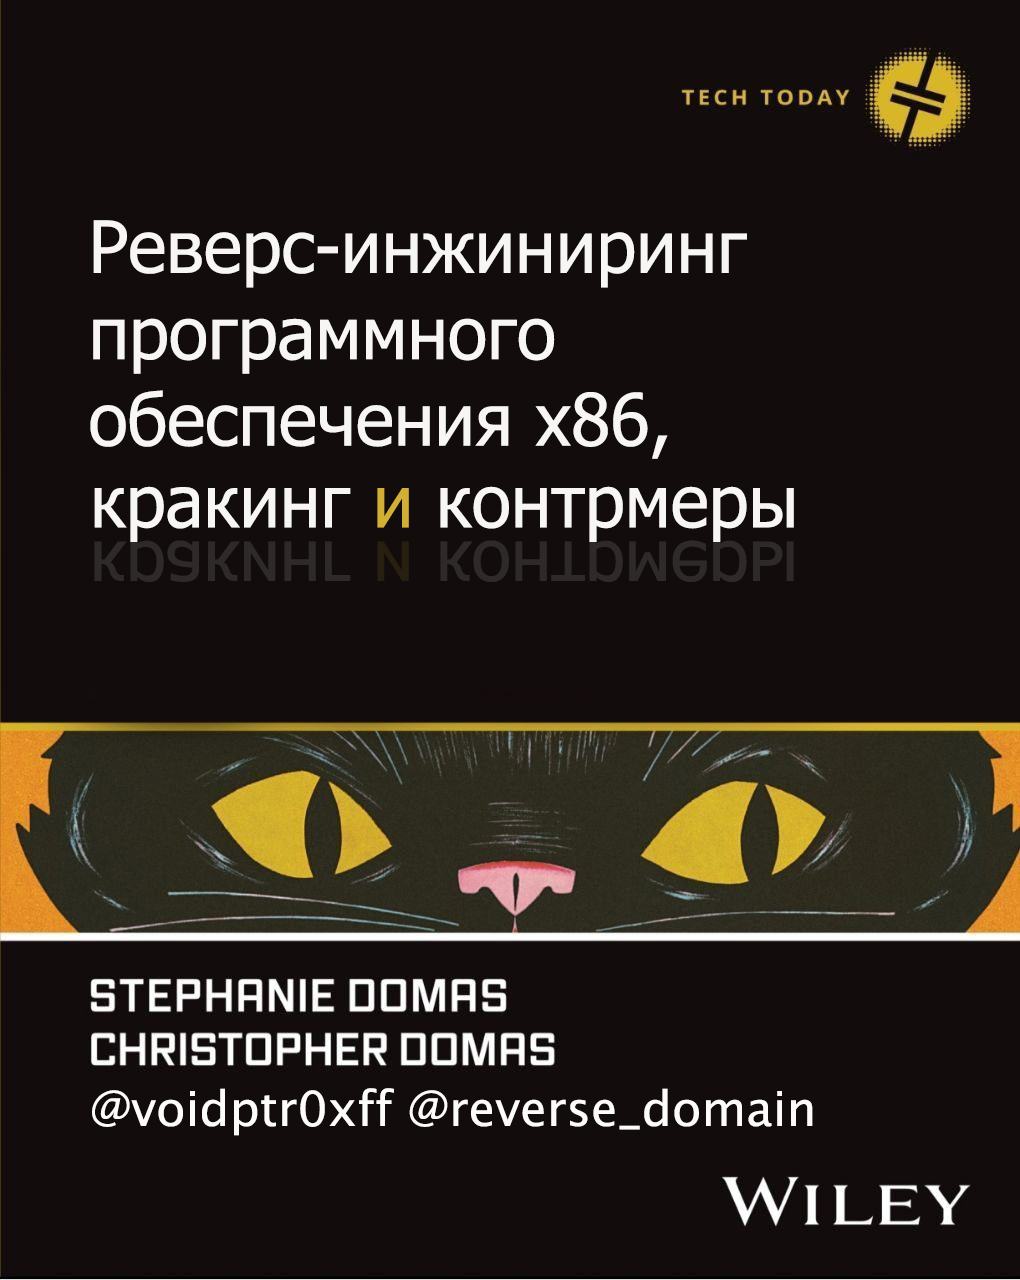 TECH TODAY
Реверс-инжиниринг
программного
обеспечения x86,
кракинг и контрмеры
STEPHANIE DOMAS
CHRISTOPHER DOMAS
@voidptr0xff @reverse_domain
WILEY